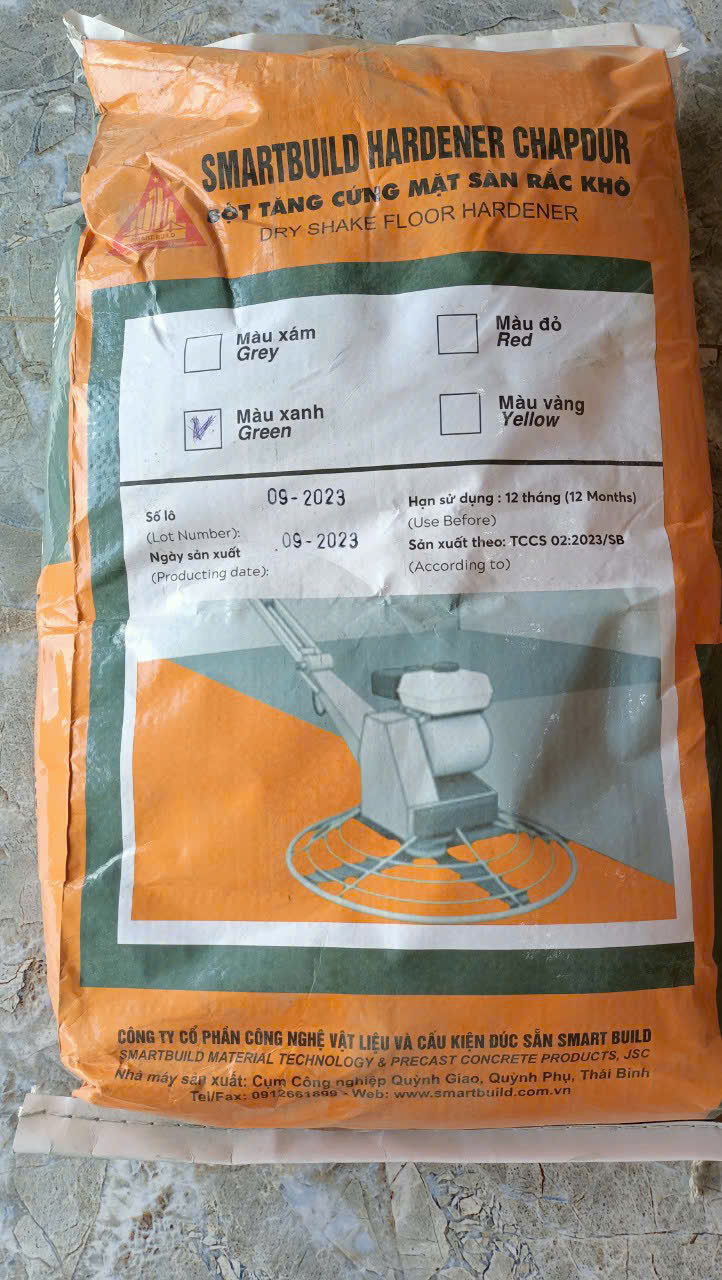 SMARTBUILD HARDENER CHAPDUR
BỘT TĂNG CỨNG MẶT SÀN RẮC KHÔ
DRY SHAKE FLOOR HARDENER
SMART BUILD
Màu xám
Grey
Màu đỏ
Red
Màu xanh
Green
Màu vàng
Yellow
Số lô 09-2023
(Lot Number):
Ngày sản xuất .09-2023
(Producting date):
Hạn sử dụng : 12 tháng (12 Months)
(Use Before)
Sản xuất theo: TCCS 02:2023/SB
(According to)
CÔNG TY CỔ PHẦN CÔNG NGHỆ VẬT LIỆU VÀ CẤU KIỆN ĐÚC SẴN SMART BUILD
SMARTBUILD MATERIAL TECHNOLOGY & PRECAST CONCRETE PRODUCTS, JSC
Nhà máy sản xuất: Cụm Công nghiệp Quỳnh Giao, Quỳnh Phụ, Thái Bình
Tel/Fax: 0912661899 - Web: www.smartbuild.com.vn